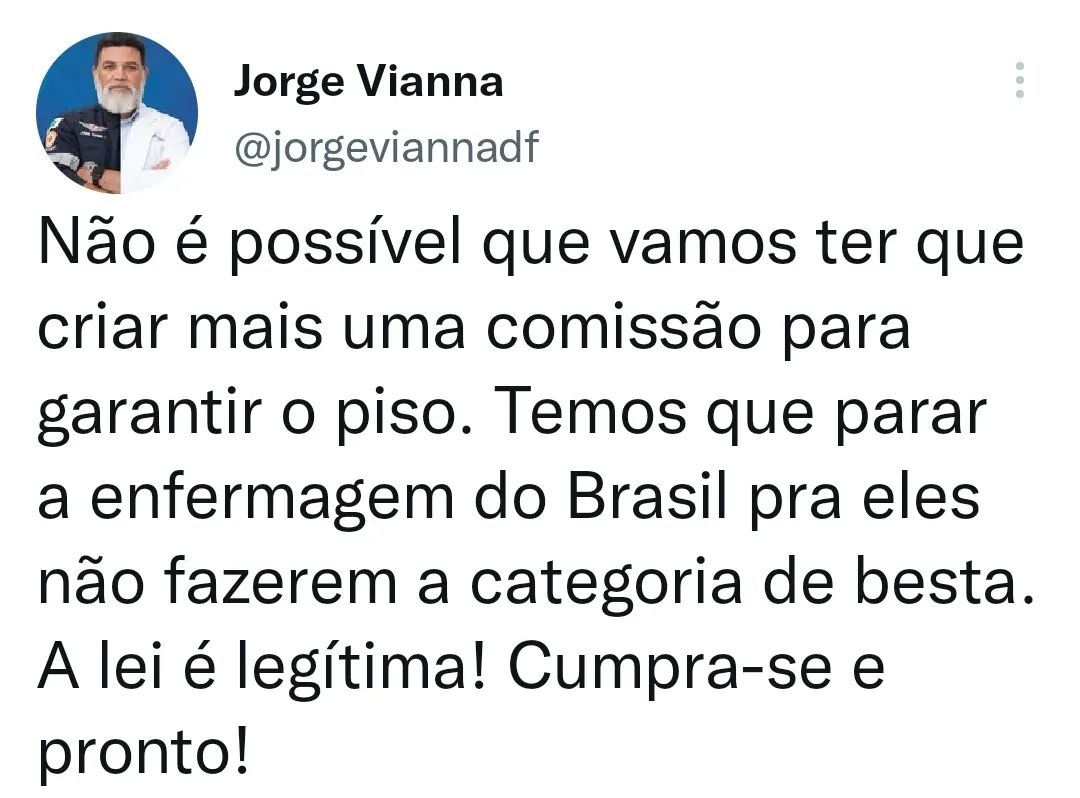 Jorge Vianna
@jorgeviannadf
Não é possível que vamos ter que
criar mais uma comissão para
garantir o piso. Temos que parar
a enfermagem do Brasil pra eles
não fazerem a categoria de besta.
A lei é legítima! Cumpra-se e
pronto!